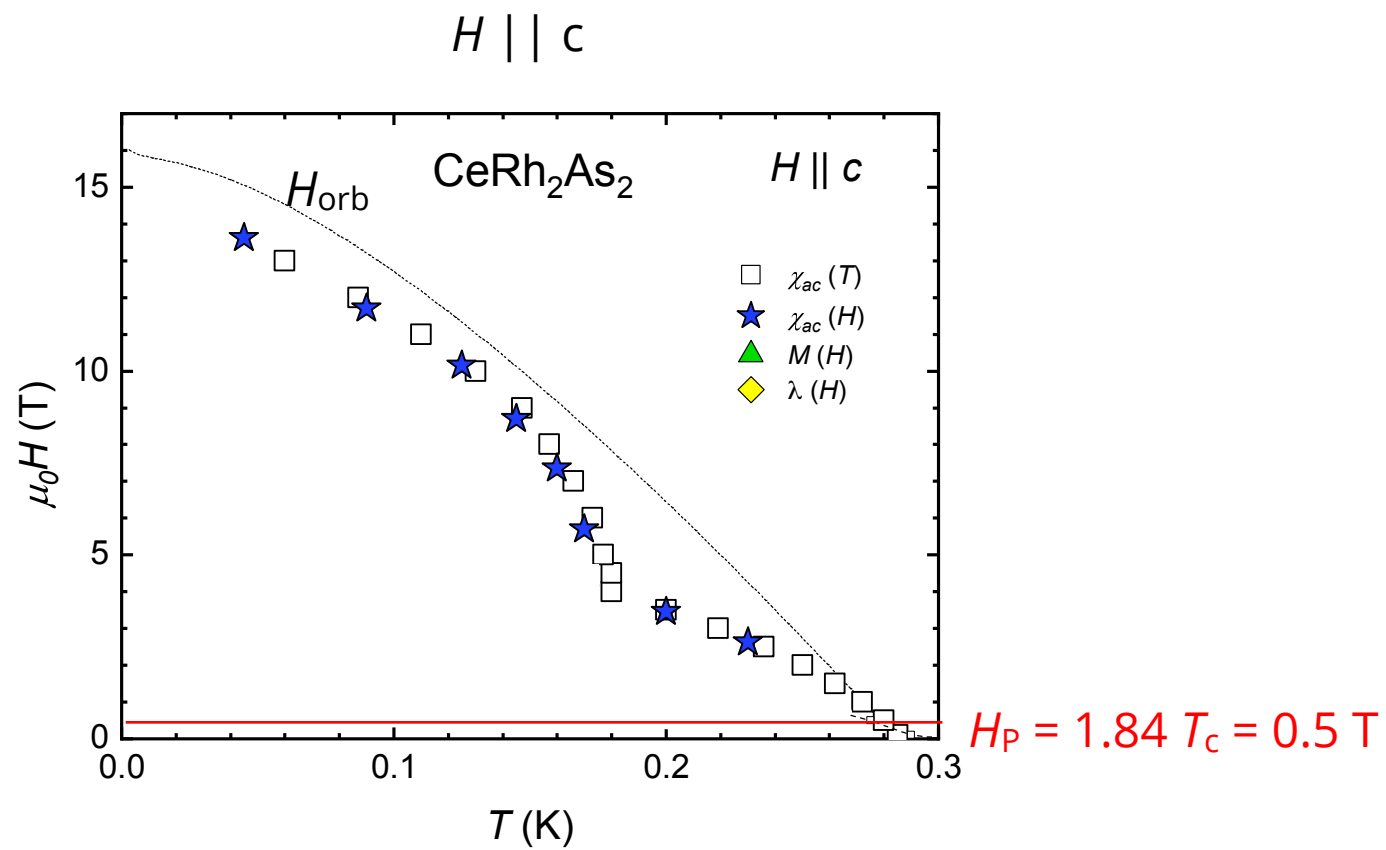 H || c
CeRh₂As₂
H || c
Hₒᵣb
χac (T)
χac (H)
M (H)
λ (H)
15
10
5
0
μ₀H (T)
0.0 0.1 0.2 0.3
T (K)
H_P = 1.84 T_c = 0.5 T